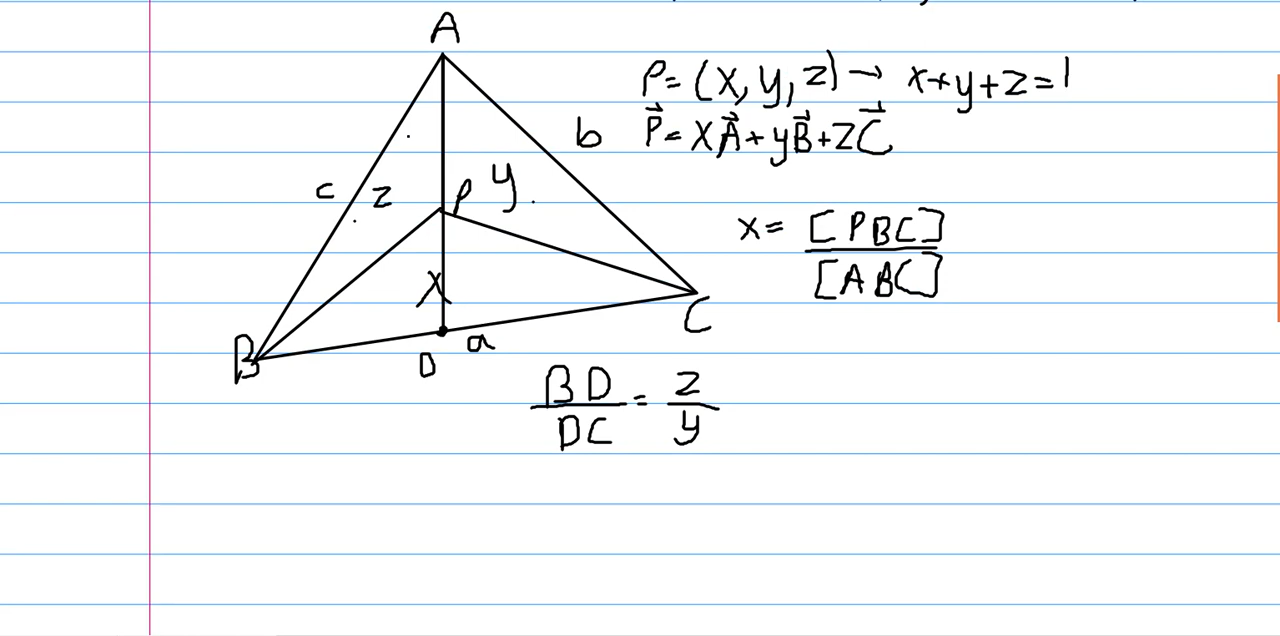 A
P = (x, y, z) → x+y+z=1
P⃗ = xA⃗ + yB⃗ + zC⃗
b
c
z
P
y
x = [PBC] / [ABC]
x
C
B
D
a
BD / DC = z / y